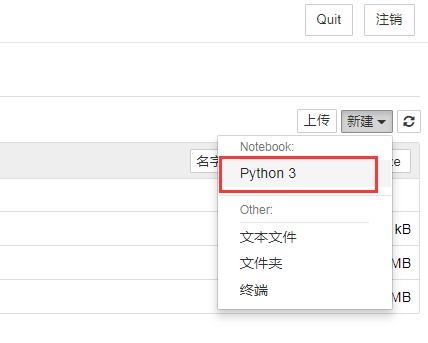 Quit 注销
上传 新建
Notebook:
名字
Python 3
Other:
文本文件
kB
文件夹
MB
终端
MB